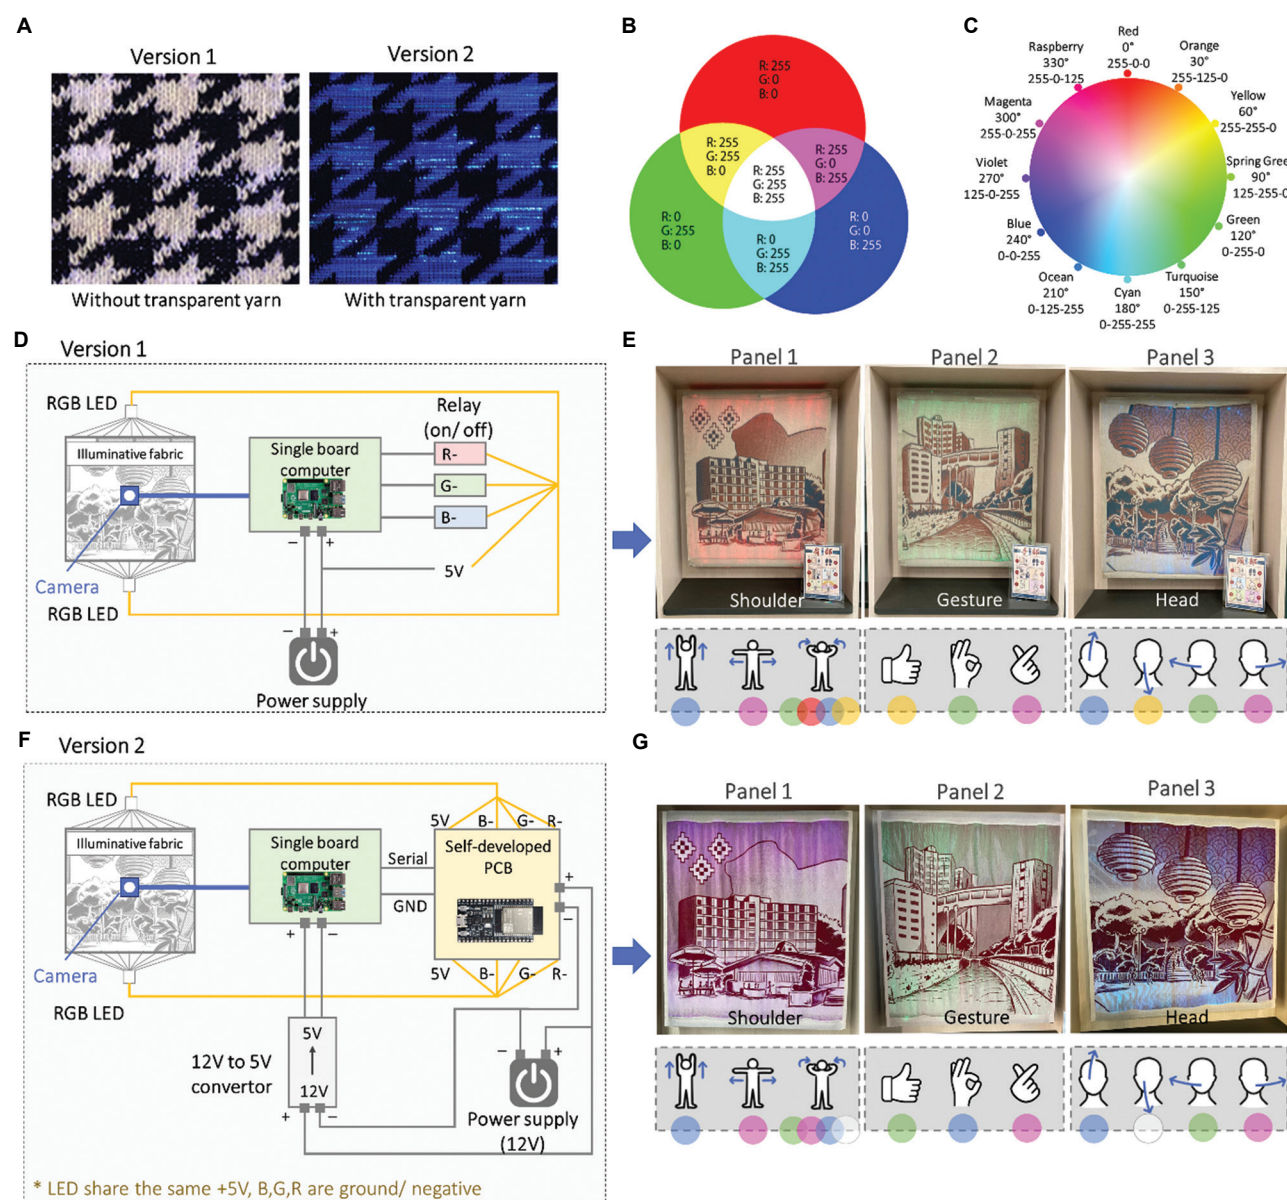 A
Version 1
Version 2
Without transparent yarn
With transparent yarn
B
R: 255
G: 0
B: 0
R: 255
G: 255
B: 0
R: 255
G: 0
B: 255
R: 255
G: 255
B: 255
R: 0
G: 255
B: 0
R: 0
G: 255
B: 255
R: 0
G: 0
B: 255
C
Red
0°
255-0-0
Orange
30°
255-125-0
Yellow
60°
255-255-0
Spring Gree
90°
125-255-0
Green
120°
0-255-0
Turquoise
150°
0-255-125
Cyan
180°
0-255-255
Ocean
210°
0-125-255
Blue
240°
0-0-255
Violet
270°
125-0-255
Magenta
300°
255-0-255
Raspberry
330°
255-0-125
D
Version 1
RGB LED
Illuminative fabric
Camera
RGB LED
Single board
computer
Relay
(on/ off)
R-
G-
B-
− +
5V
− +
Power supply
E
Panel 1
Panel 2
Panel 3
Shoulder
Gesture
Head
F
Version 2
RGB LED
Illuminative fabric
Camera
RGB LED
Single board
computer
Serial
GND
5V B- G- R-
Self-developed
PCB
+
−
5V B- G- R-
+ −
5V
12V
12V to 5V
convertor
+ −
− +
Power supply
(12V)
* LED share the same +5V, B,G,R are ground/ negative
G
Panel 1
Panel 2
Panel 3
Shoulder
Gesture
Head